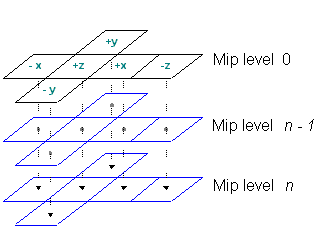 +y
- x +z +x -z Mip level 0
- y
Mip level n - 1
Mip level n